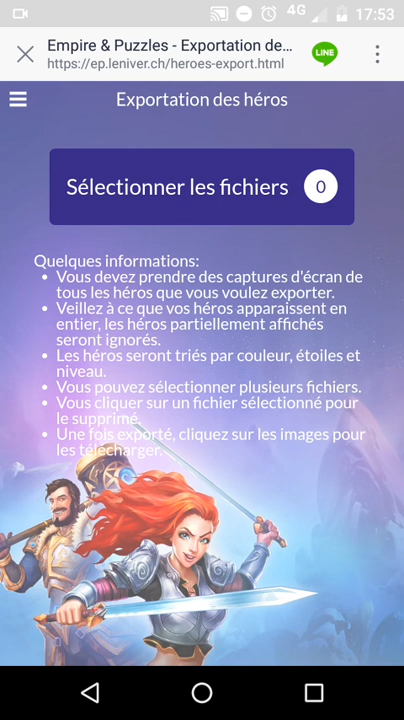 4G 17:53
Empire & Puzzles - Exportation de...
https://ep.leniver.ch/heroes-export.html
LINE
Exportation des héros
Sélectionner les fichiers 0
Quelques informations:
• Vous devez prendre des captures d'écran de
tous les héros que vous voulez exporter.
• Veillez à ce que vos héros apparaissent en
entier, les héros partiellement affichés
seront ignorés.
• Les héros seront triés par couleur, étoiles et
niveau.
• Vous pouvez sélectionner plusieurs fichiers.
• Vous cliquer sur un fichier sélectionné pour
le supprimé.
• Une fois exporté, cliquez sur les images pour
les télécharger.